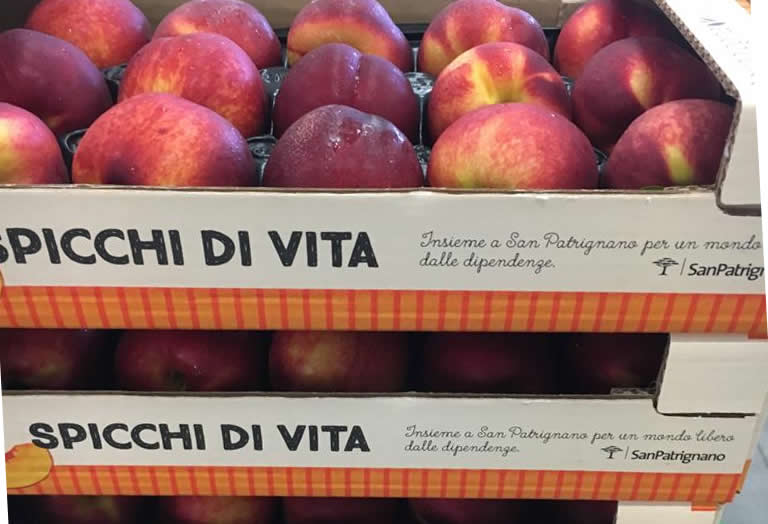 SPICCHI DI VITA
Insieme a San Patrignano per un mondo
dalle dipendenze.
SPICCHI DI VITA
Insieme a San Patrignano per un mondo libero
dalle dipendenze.
SanPatrignano